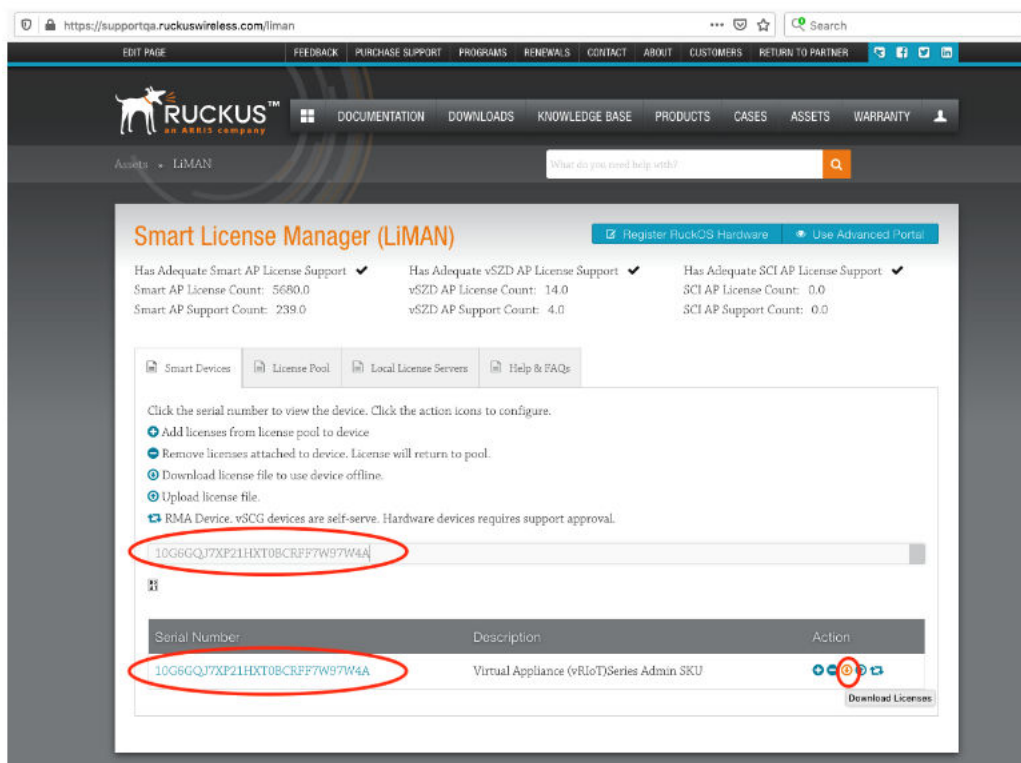 https://supportqa.ruckuswireless.com/liman
Search
EDIT PAGE FEEDBACK PURCHASE SUPPORT PROGRAMS RENEWALS CONTACT ABOUT CUSTOMERS RETURN TO PARTNER
RUCKUS™
an ARRIS company
DOCUMENTATION DOWNLOADS KNOWLEDGE BASE PRODUCTS CASES ASSETS WARRANTY
Assets LiMAN
What do you need help with?
Smart License Manager (LiMAN)
Register RuckOS Hardware Use Advanced Portal
Has Adequate Smart AP License Support ✔ Has Adequate vSZD AP License Support ✔ Has Adequate SCI AP License Support ✔
Smart AP License Count: 5680.0 vSZD AP License Count: 14.0 SCI AP License Count: 0.0
Smart AP Support Count: 239.0 vSZD AP Support Count: 4.0 SCI AP Support Count: 0.0
Smart Devices License Pool Local License Servers Help & FAQs
Click the serial number to view the device. Click the action icons to configure.
Add licenses from license pool to device
Remove licenses attached to device. License will return to pool.
Download license file to use device offline.
Upload license file.
RMA Device. vSCG devices are self-serve. Hardware devices requires support approval.
10G6GQJ7XP21HXT0BCRFF7W97W4A
Serial Number Description Action
10G6GQJ7XP21HXT0BCRFF7W97W4A Virtual Appliance (vRIoT)Series Admin SKU
Download Licenses